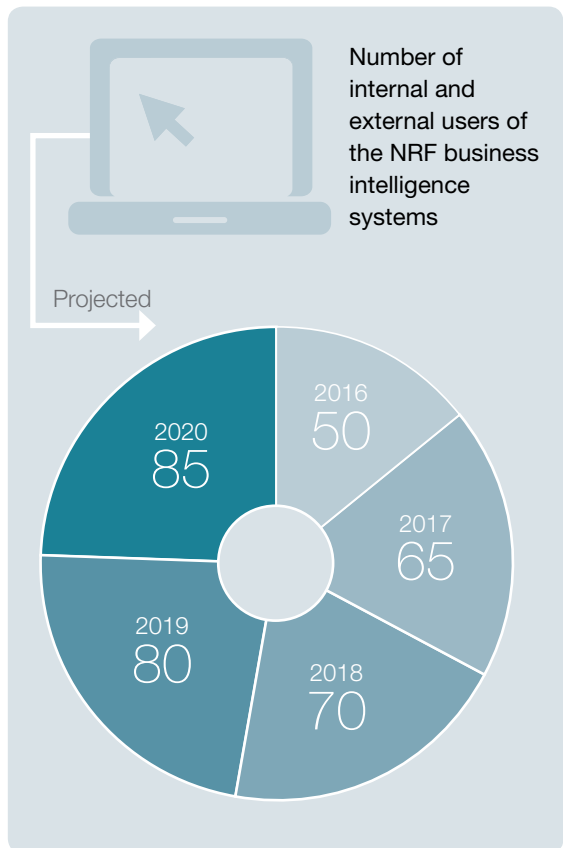 Number of
internal and
external users of
the NRF business
intelligence
systems
Projected
2016
50
2017
65
2018
70
2019
80
2020
85